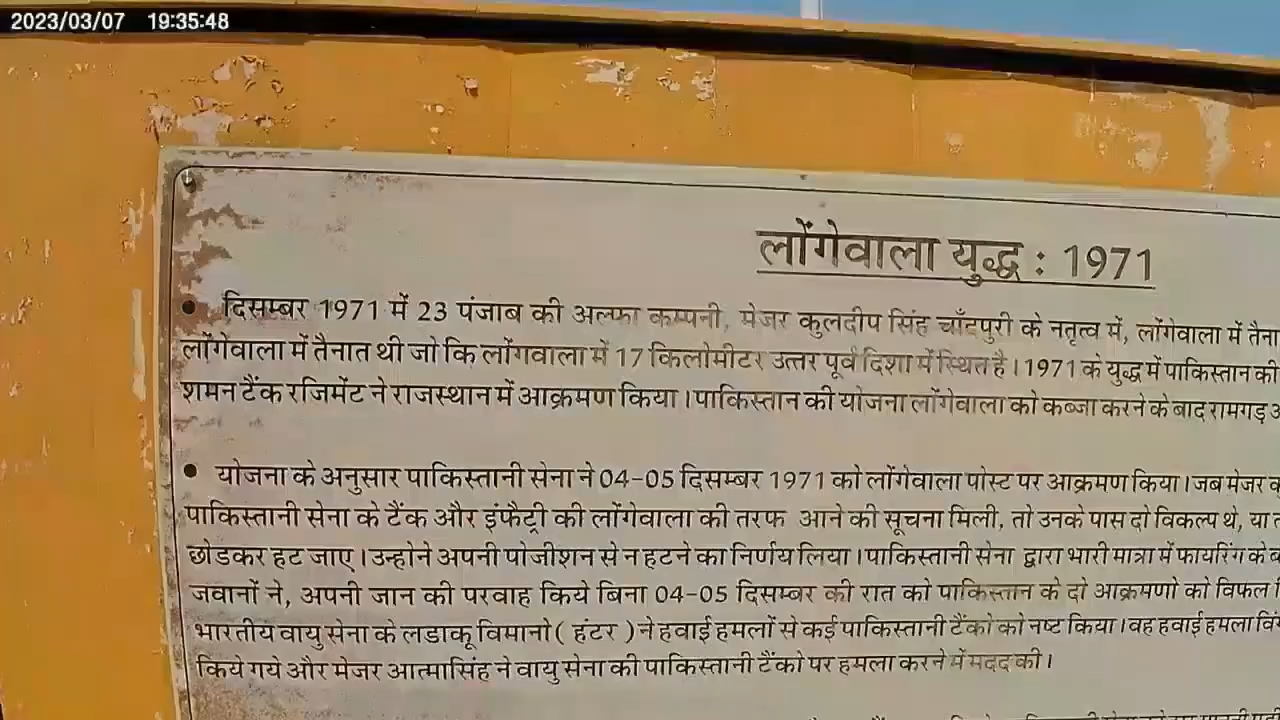 2023/03/07 19:35:48
लोंगेवाला युद्ध : 1971
• दिसम्बर 1971 में 23 पंजाब की अल्फा कम्पनी, मेजर कुलदीप सिंह चाँदपुरी के नतृत्व में, लोंगेवाला में तैना
लोंगेवाला में तैनात थी जो कि लोंगवाला में 17 किलोमीटर उत्तर पूर्व दिशा में स्थित है । 1971 के युद्ध में पाकिस्तान की
शमन टैंक रजिमेंट ने राजस्थान में आक्रमण किया । पाकिस्तान की योजना लोंगेवाला को कब्जा करने के बाद रामगढ़
• योजना के अनुसार पाकिस्तानी सेना ने 04-05 दिसम्बर 1971 को लोंगेवाला पोस्ट पर आक्रमण किया । जब मेजर
पाकिस्तानी सेना के टैंक और इंफैट्री की लोंगेवाला की तरफ आने की सूचना मिली, तो उनके पास दो विकल्प थे, या
छोडकर हट जाए । उन्होने अपनी पोजीशन से न हटने का निर्णय लिया । पाकिस्तानी सेना द्वारा भारी मात्रा में फायरिंग के
जवानों ने, अपनी जान की परवाह किये बिना 04-05 दिसम्बर की रात को पाकिस्तान के दो आक्रमणो को विफल
भारतीय वायु सेना के लडाकू विमानो ( हंटर ) ने हवाई हमलों से कई पाकिस्तानी टैंको को नष्ट किया । वह हवाई हमला
किये गये और मेजर आत्मासिंह ने वायु सेना की पाकिस्तानी टैंको पर हमला करने में मदद की ।